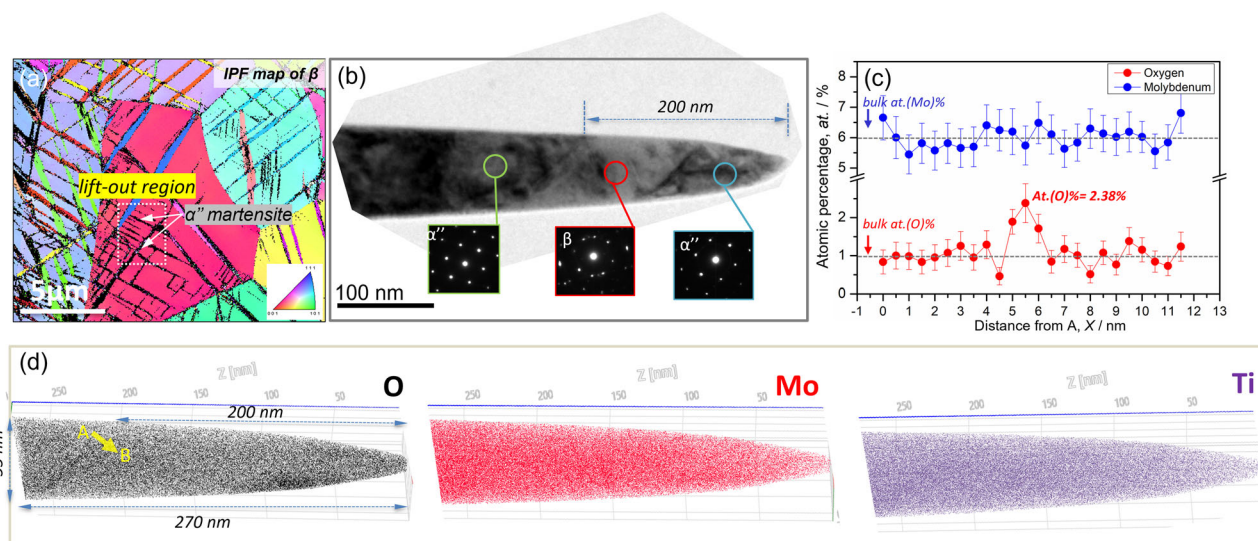 (a)
IPF map of β
lift-out region
α’’ martensite
5μm
111
001
101
(b)
200 nm
α’’
β
α’’
100 nm
(c)
Oxygen
Molybdenum
bulk at.(Mo)%
At.(O)%= 2.38%
bulk at.(O)%
Atomic percentage, at. / %
8
7
6
5
2
1
0
-1 0 1 2 3 4 5 6 7 8 9 10 11 12 13
Distance from A, X / nm
(d)
Z [nm]
250 200 150 100 50
O
200 nm
A
B
270 nm
Z [nm]
250 200 150 100 50
Mo
Z [nm]
250 200 150 100 50
Ti